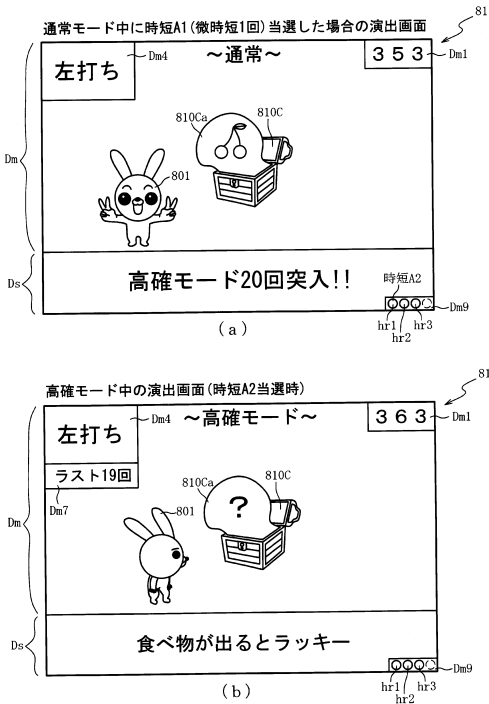 通常モード中に時短A1(微時短1回)当選した場合の演出画面
81
左打ち
Dm4
～通常～
353
Dm1
810Ca
810C
801
Dm
Ds
高確モード20回突入!!
時短A2
Dm9
hr1
hr2
hr3
(a)
高確モード中の演出画面(時短A2当選時)
81
左打ち
Dm4
～高確モード～
363
Dm1
ラスト19回
Dm7
810Ca
810C
801
?
Dm
Ds
食べ物が出るとラッキー
Dm9
hr1
hr2
hr3
(b)